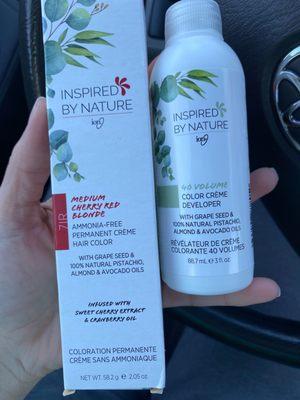 INSPIRED
BY NATURE
ion
7IR
MEDIUM
CHERRY RED
BLONDE
AMMONIA-FREE
PERMANENT CRÈME
HAIR COLOR
WITH GRAPE SEED &
100% NATURAL PISTACHIO,
ALMOND & AVOCADO OILS
INFUSED WITH
SWEET CHERRY EXTRACT
& CRANBERRY OIL
COLORATION PERMANENTE
CRÈME SANS AMMONIAQUE
NET WT. 58.2 g e 2.05 oz.
INSPIRED
BY NATURE
ion
40 VOLUME
COLOR CRÈME
DEVELOPER
WITH GRAPE SEED &
100% NATURAL PISTACHIO,
ALMOND & AVOCADO OILS
RÉVÉLATEUR DE CRÈME
COLORANTE 40 VOLUMES
88.7 mL e 3 fl. oz.